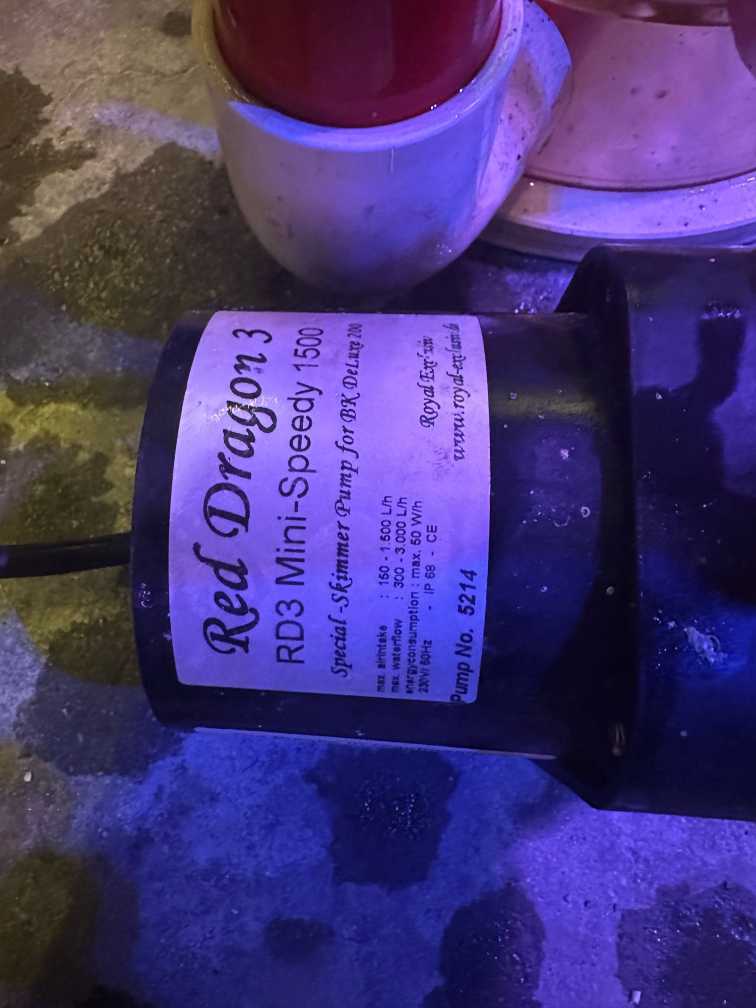 Red Dragon 3
RD3 Mini-Speedy 1500
Special-Skimmer Pump for BK DeLuxe 200
max. airintake : 150 - 1.500 L/h
max. waterflow : 300 - 3.000 L/h
energyconsumption : max. 50 W/h
230V/ 50Hz - IP 68 - CE
Royal Exclusiv
www.royal-exclusiv.de
Pump No. 5214